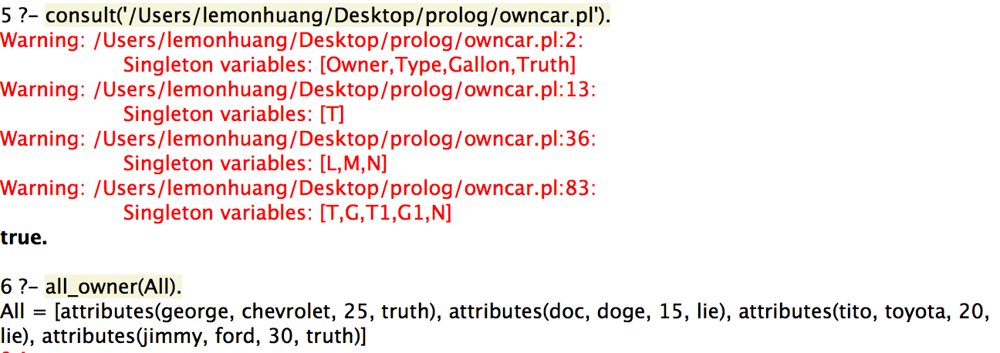 5 ?- consult('/Users/lemonhuang/Desktop/prolog/owncar.pl').
Warning: /Users/lemonhuang/Desktop/prolog/owncar.pl:2:
Singleton variables: [Owner,Type,Gallon,Truth]
Warning: /Users/lemonhuang/Desktop/prolog/owncar.pl:13:
Singleton variables: [T]
Warning: /Users/lemonhuang/Desktop/prolog/owncar.pl:36:
Singleton variables: [L,M,N]
Warning: /Users/lemonhuang/Desktop/prolog/owncar.pl:83:
Singleton variables: [T,G,T1,G1,N]
true.
6 ?- all_owner(All).
All = [attributes(george, chevrolet, 25, truth), attributes(doc, doge, 15, lie), attributes(tito, toyota, 20,
lie), attributes(jimmy, ford, 30, truth)]